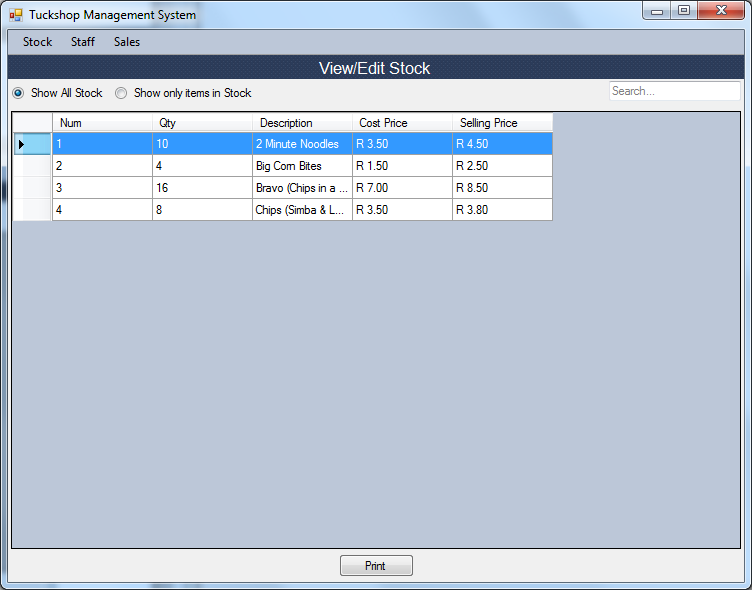 Tuckshop Management System
Stock Staff Sales
View/Edit Stock
Show All Stock Show only items in Stock Search...
Num Qty Description Cost Price Selling Price
1 10 2 Minute Noodles R 3.50 R 4.50
2 4 Big Corn Bites R 1.50 R 2.50
3 16 Bravo (Chips in a ... R 7.00 R 8.50
4 8 Chips (Simba & L... R 3.50 R 3.80
Print